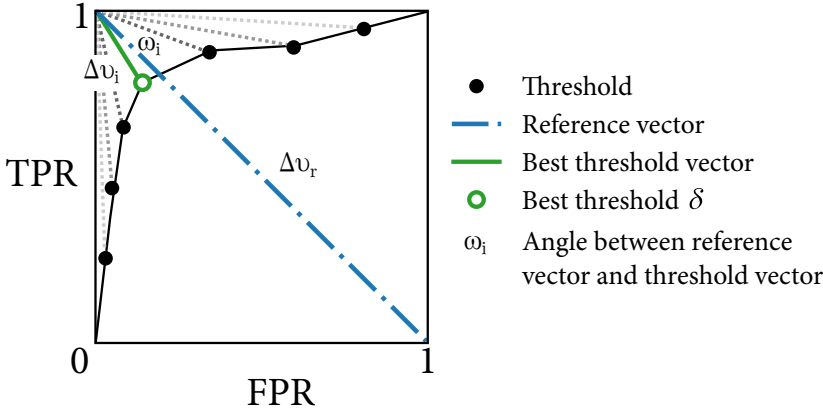 1
ωᵢ
Δυᵢ
TPR
Δυᵣ
0
1
FPR
Threshold
Reference vector
Best threshold vector
Best threshold δ
ωᵢ Angle between reference
vector and threshold vector